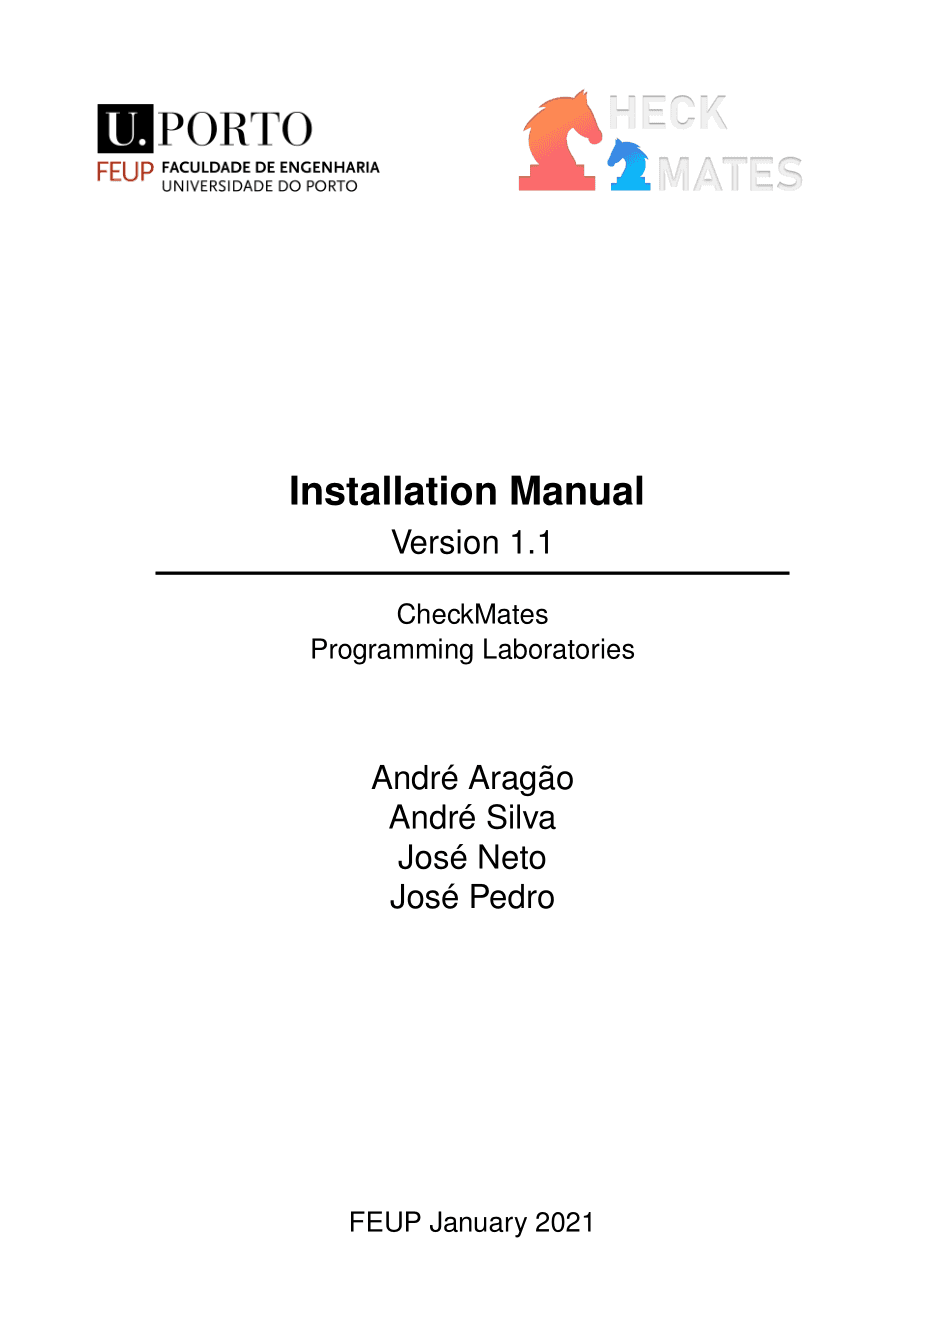 U.PORTO
FEUP FACULDADE DE ENGENHARIA
UNIVERSIDADE DO PORTO
HECK
MATES
Installation Manual
Version 1.1
CheckMates
Programming Laboratories
André Aragão
André Silva
José Neto
José Pedro
FEUP January 2021